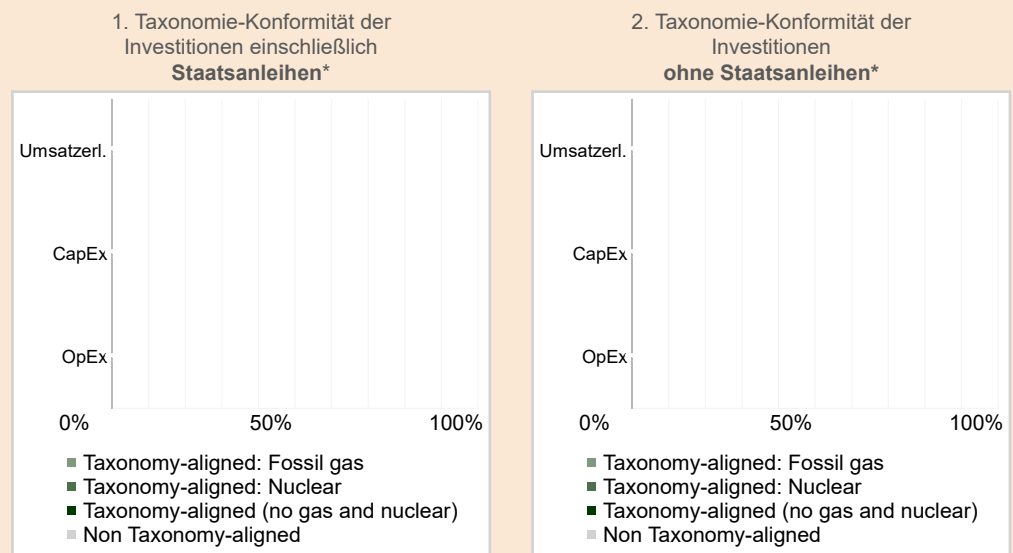 1. Taxonomie-Konformität der
Investitionen einschließlich
Staatsanleihen*
Umsatzerl.
CapEx
OpEx
0% 50% 100%
Taxonomy-aligned: Fossil gas
Taxonomy-aligned: Nuclear
Taxonomy-aligned (no gas and nuclear)
Non Taxonomy-aligned
2. Taxonomie-Konformität der
Investitionen
ohne Staatsanleihen*
Umsatzerl.
CapEx
OpEx
0% 50% 100%
Taxonomy-aligned: Fossil gas
Taxonomy-aligned: Nuclear
Taxonomy-aligned (no gas and nuclear)
Non Taxonomy-aligned